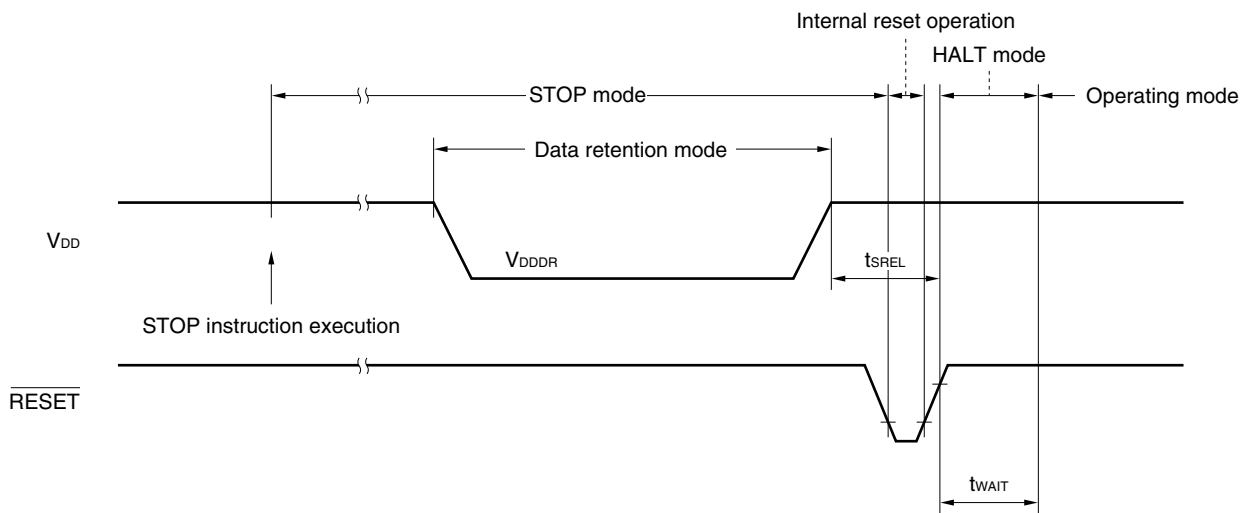 Internal reset operation
HALT mode
STOP mode
Operating mode
Data retention mode
VDD
VDDDR
tSREL
STOP instruction execution
RESET
tWAIT